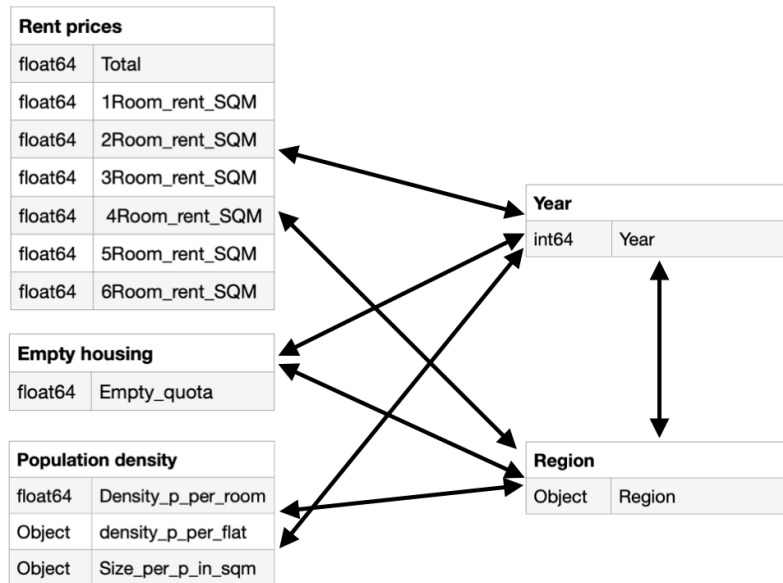 Rent prices
float64 Total
float64 1Room_rent_SQM
float64 2Room_rent_SQM
float64 3Room_rent_SQM
float64 4Room_rent_SQM
float64 5Room_rent_SQM
float64 6Room_rent_SQM
Empty housing
float64 Empty_quota
Population density
float64 Density_p_per_room
Object density_p_per_flat
Object Size_per_p_in_sqm
Year
int64 Year
Region
Object Region